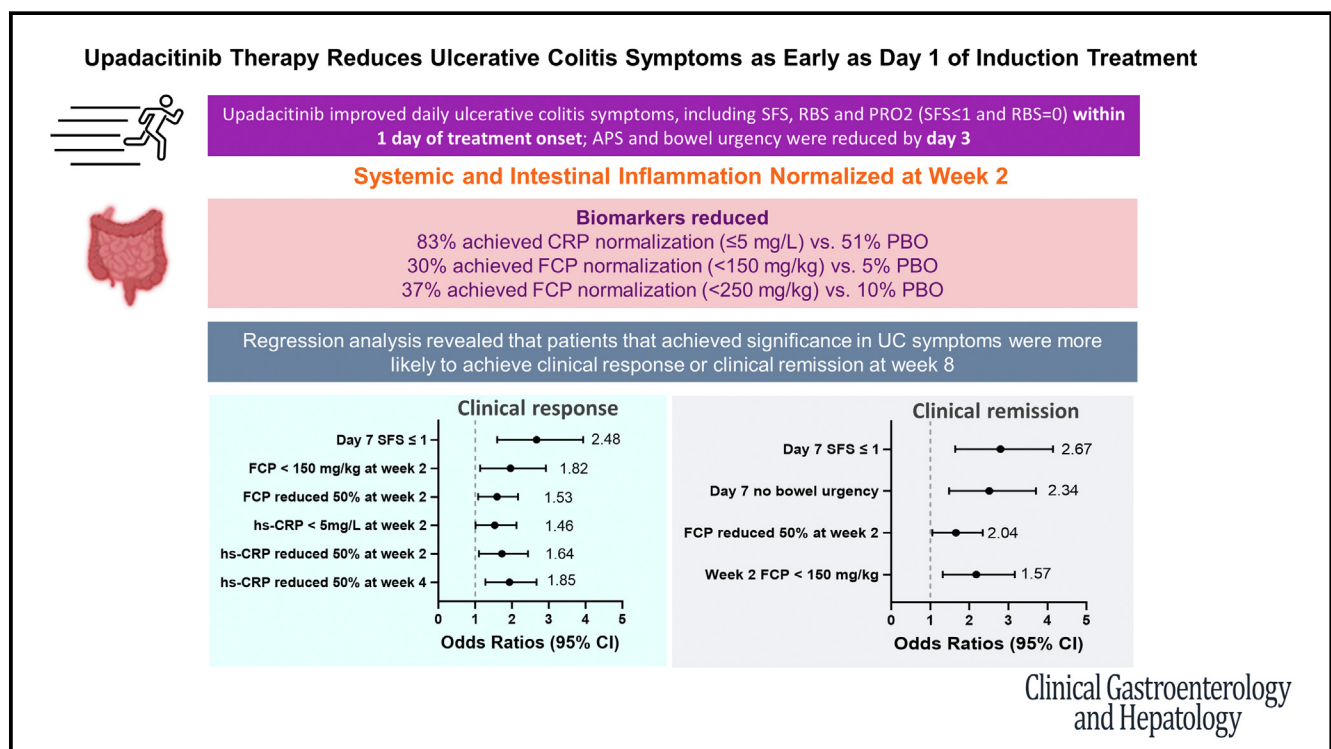 Upadacitinib Therapy Reduces Ulcerative Colitis Symptoms as Early as Day 1 of Induction Treatment
Upadacitinib improved daily ulcerative colitis symptoms, including SFS, RBS and PRO2 (SFS≤1 and RBS=0) within
1 day of treatment onset; APS and bowel urgency were reduced by day 3
Systemic and Intestinal Inflammation Normalized at Week 2
Biomarkers reduced
83% achieved CRP normalization (≤5 mg/L) vs. 51% PBO
30% achieved FCP normalization (<150 mg/kg) vs. 5% PBO
37% achieved FCP normalization (<250 mg/kg) vs. 10% PBO
Regression analysis revealed that patients that achieved significance in UC symptoms were more
likely to achieve clinical response or clinical remission at week 8
Clinical response
Day 7 SFS ≤ 1 2.48
FCP < 150 mg/kg at week 2 1.82
FCP reduced 50% at week 2 1.53
hs-CRP < 5mg/L at week 2 1.46
hs-CRP reduced 50% at week 2 1.64
hs-CRP reduced 50% at week 4 1.85
0 1 2 3 4 5
Odds Ratios (95% CI)
Clinical remission
Day 7 SFS ≤ 1 2.67
Day 7 no bowel urgency 2.34
FCP reduced 50% at week 2 2.04
Week 2 FCP < 150 mg/kg 1.57
0 1 2 3 4 5
Odds Ratios (95% CI)
Clinical Gastroenterology
and Hepatology